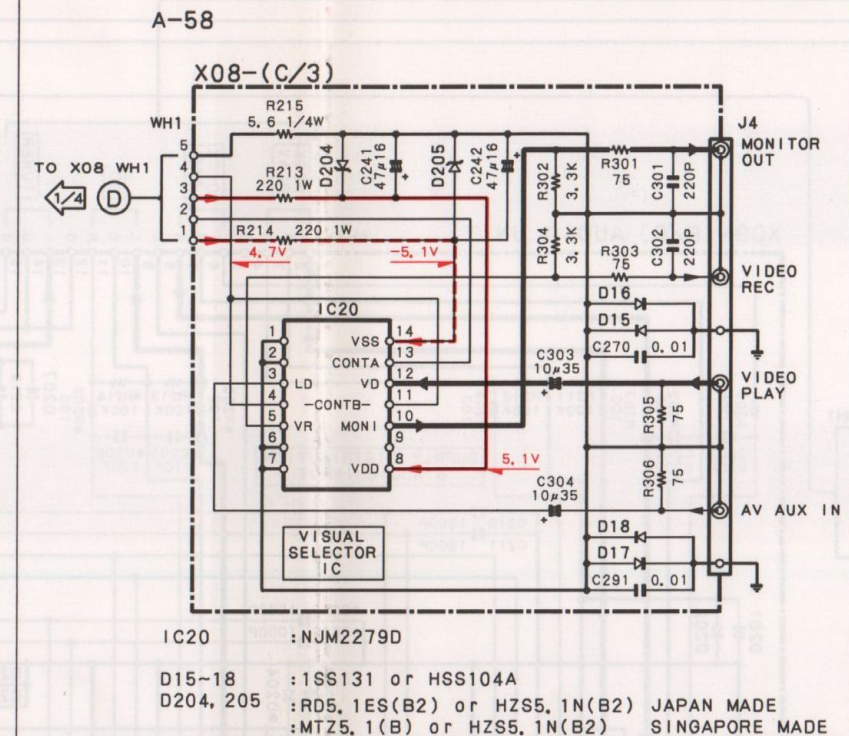 A-58
X08-(C/3)
WH1
5
4
3
2
1
TO X08 WH1
1/4
D
R215
5.6 1/4W
R213
220 1W
R214 220 1W
4.7V
-5.1V
D204
C241
47μ16
+
D205
C242
47μ16
+
R302
3.3K
R304
3.3K
R301
75
R303
75
C301
220P
C302
220P
J4
MONITOR
OUT
VIDEO
REC
VIDEO
PLAY
AV AUX IN
D16
D15
C270 0.01
IC20
1
2
3
4
5
6
7
14
13
12
11
10
9
8
VSS
CONTA
LD
VD
CONTB
VR
MONI
VDD
5.1V
C303
10μ35
+
C304
10μ35
+
R305
75
R306
75
D18
D17
C291 0.01
VISUAL
SELECTOR
IC
IC20 :NJM2279D
D15~18 :1SS131 or HSS104A
D204,205 :RD5.1ES(B2) or HZS5.1N(B2) JAPAN MADE
:MTZ5.1(B) or HZS5.1N(B2) SINGAPORE MADE